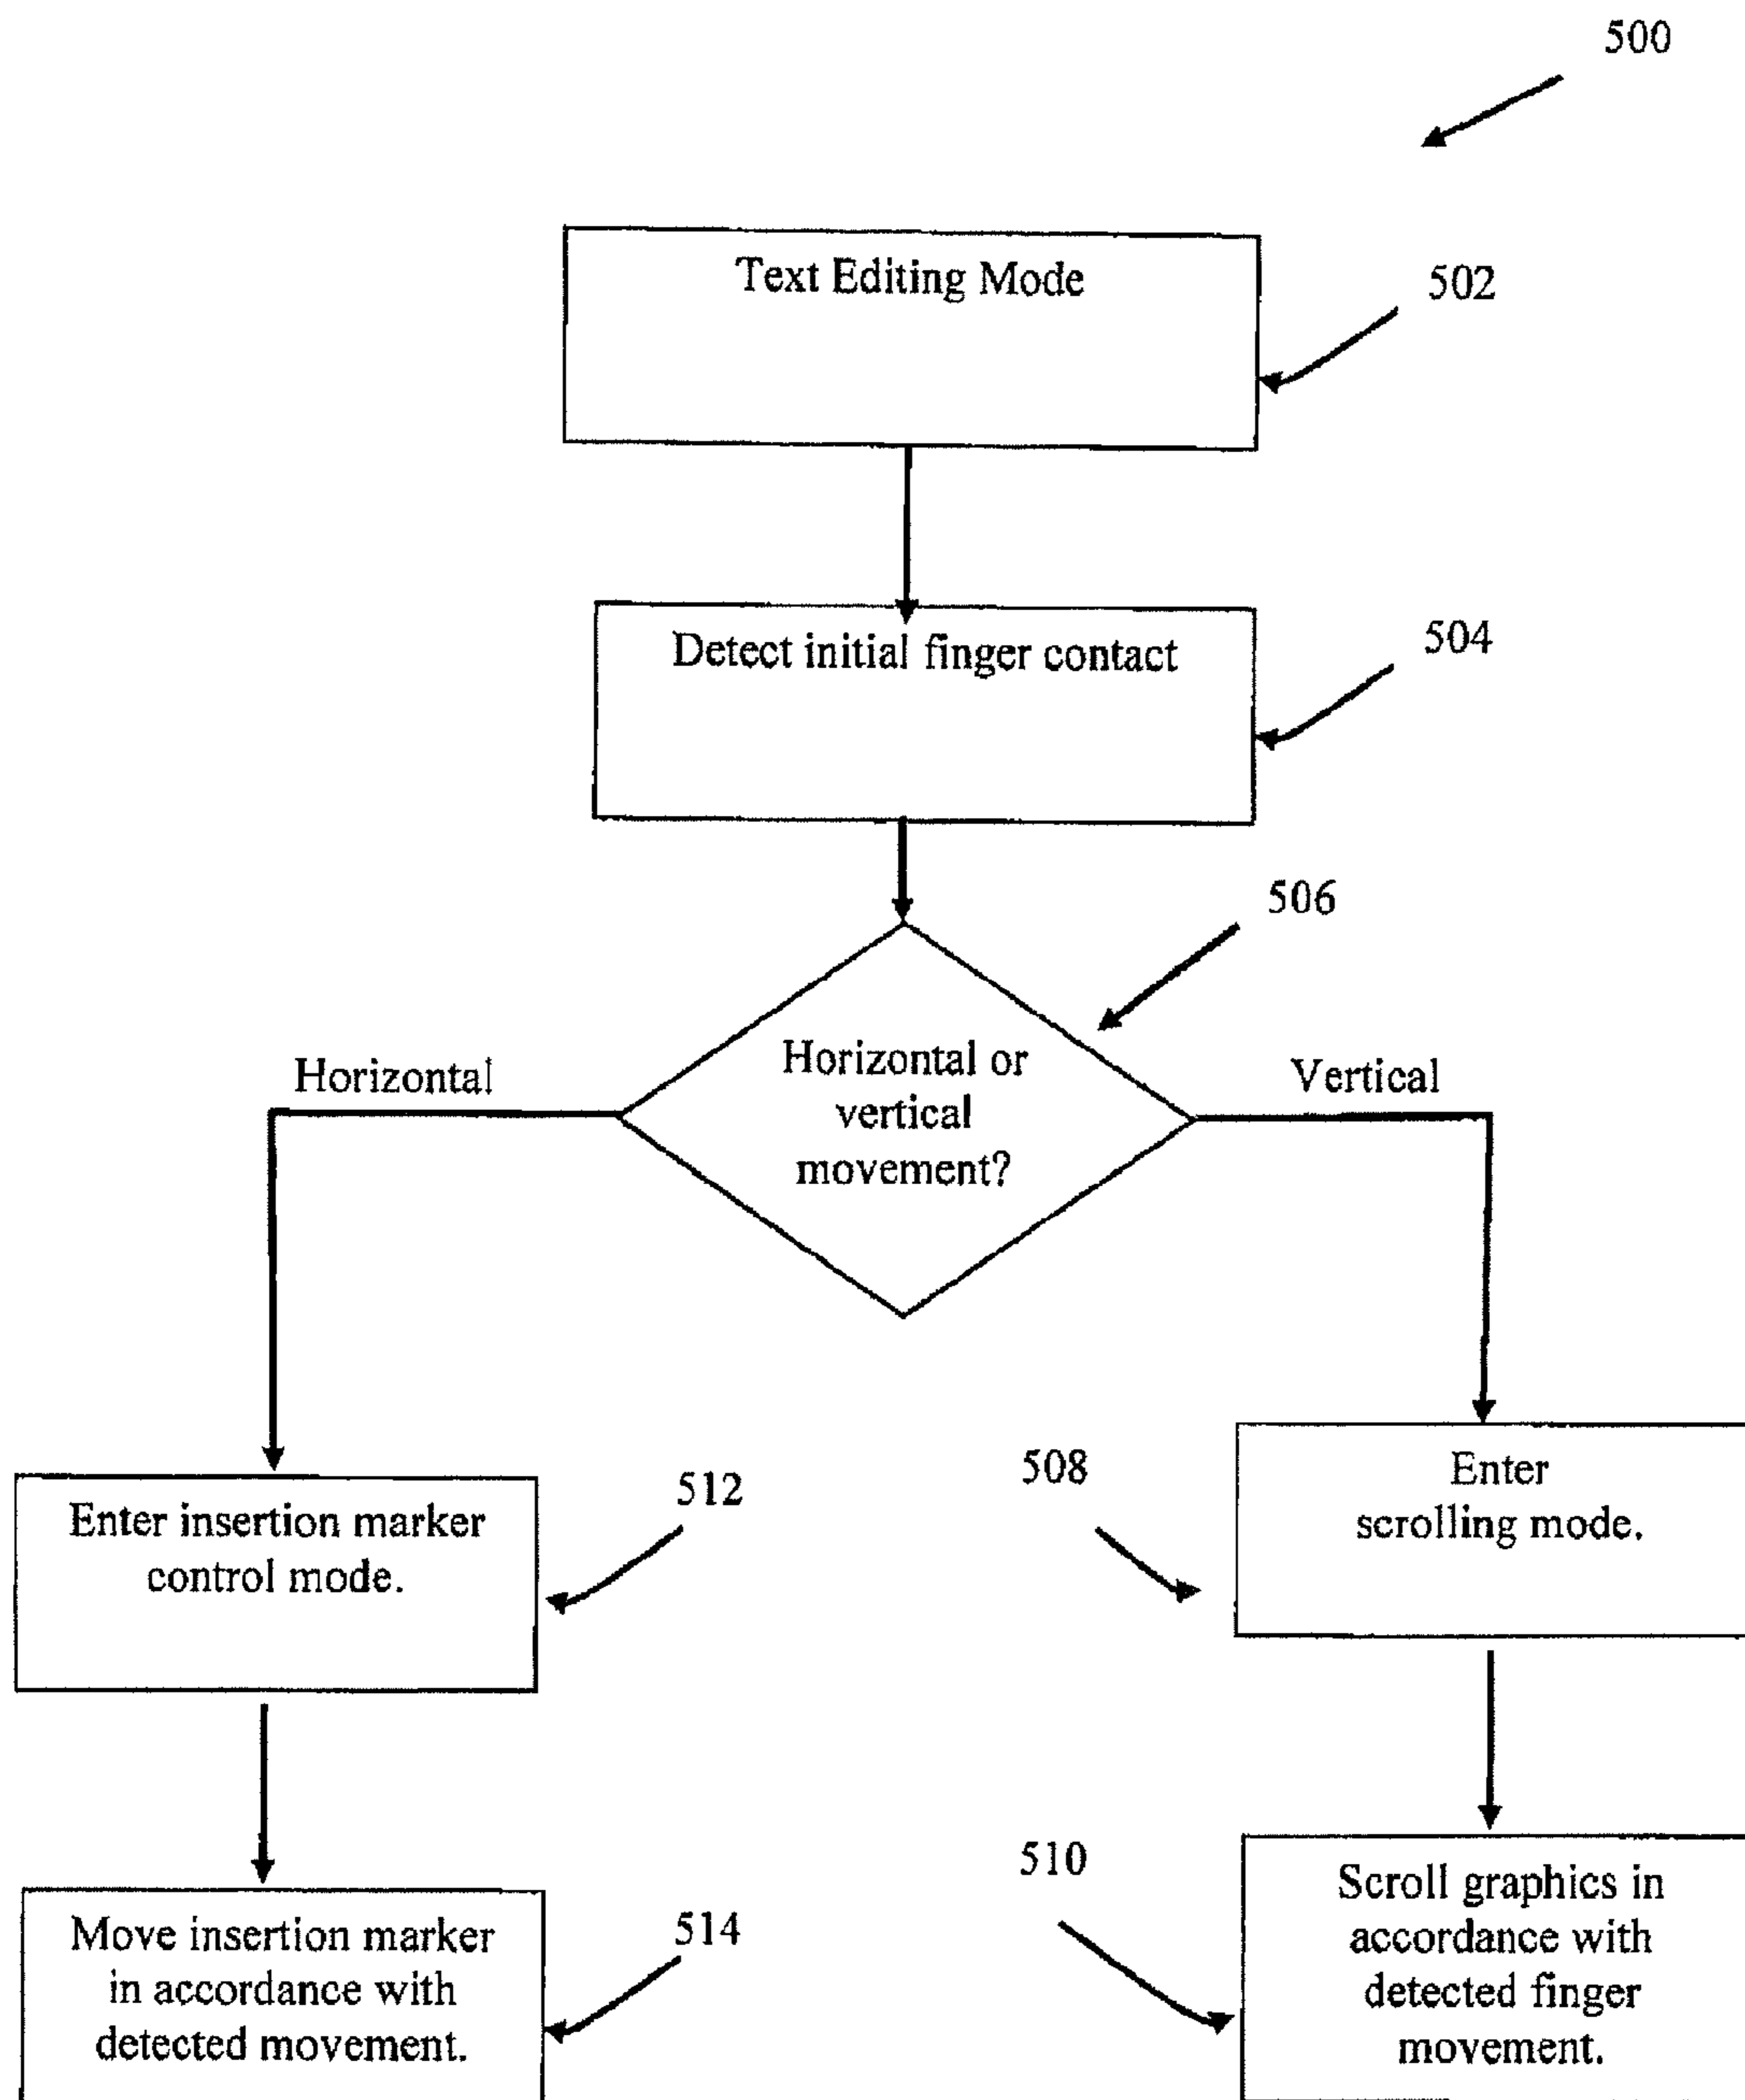 500
Text Editing Mode
502
Detect initial finger contact
504
506
Horizontal or
vertical
movement?
Horizontal
Vertical
Enter insertion marker
control mode.
512
508
Enter
scrolling mode.
Move insertion marker
in accordance with
detected movement.
514
510
Scroll graphics in
accordance with
detected finger
movement.